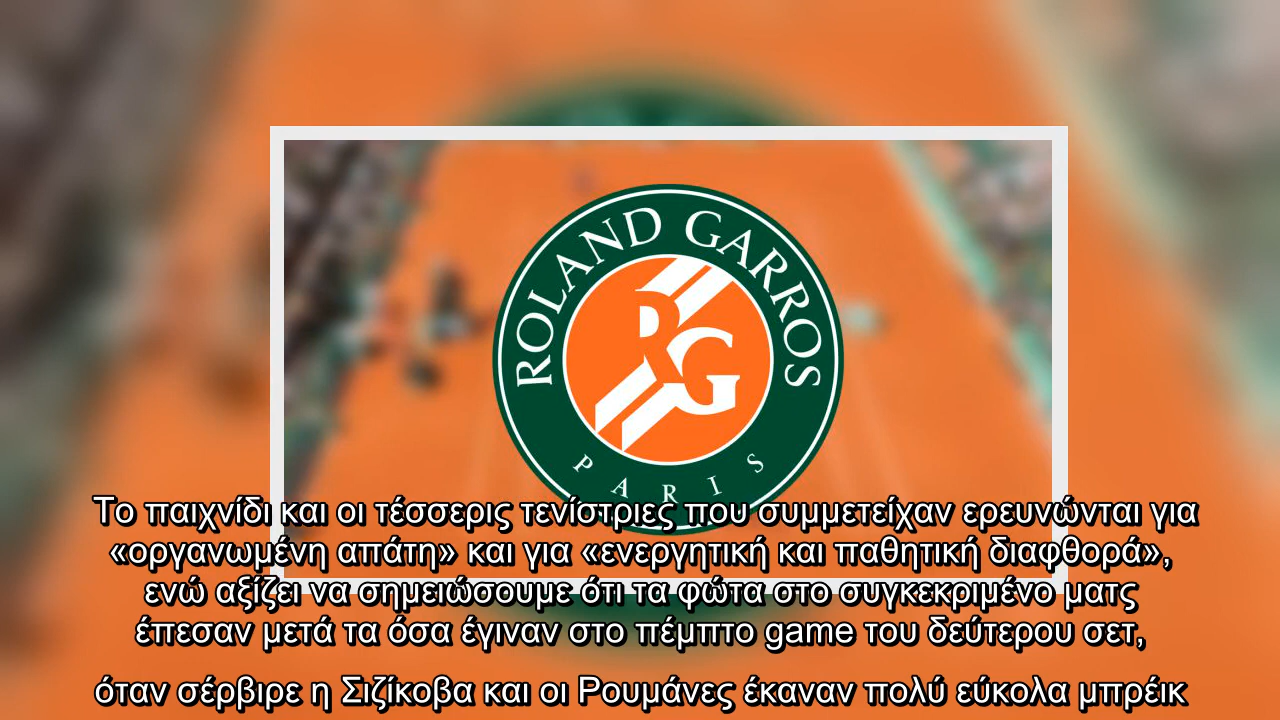 ROLAND GARROS
RG
PARIS
Το παιχνίδι και οι τέσσερις τενίστριες που συμμετείχαν ερευνώνται για
«οργανωμένη απάτη» και για «ενεργητική και παθητική διαφθορά»,
ενώ αξίζει να σημειώσουμε ότι τα φώτα στο συγκεκριμένο ματς
έπεσαν μετά τα όσα έγιναν στο πέμπτο game του δεύτερου σετ,
όταν σέρβιρε η Σιζίκοβα και οι Ρουμάνες έκαναν πολύ εύκολα μπρέικ